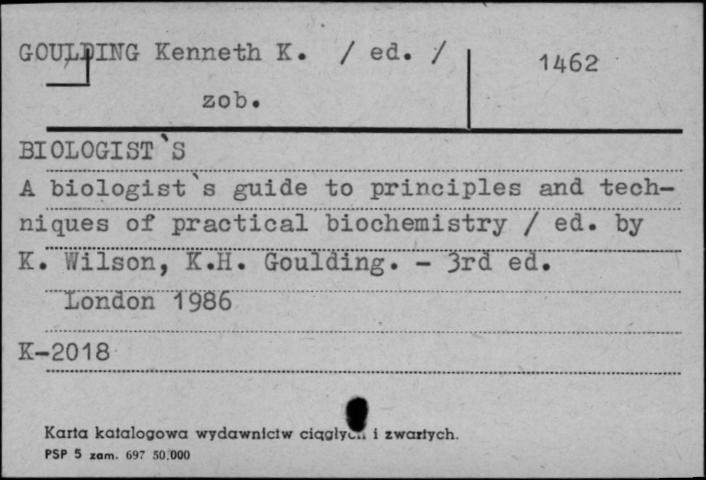 GOULDING Kenneth K. / ed. / 1462
zob.
BIOLOGIST`S
A biologist`s guide to principles and tech-
niques of practical biochemistry / ed. by
K. Wilson, K.H. Goulding. - 3rd ed.
London 1986
K-2018
Karta katalogowa wydawnictw ciągłych i zwartych.
PSP 5 zam. 697 50.000